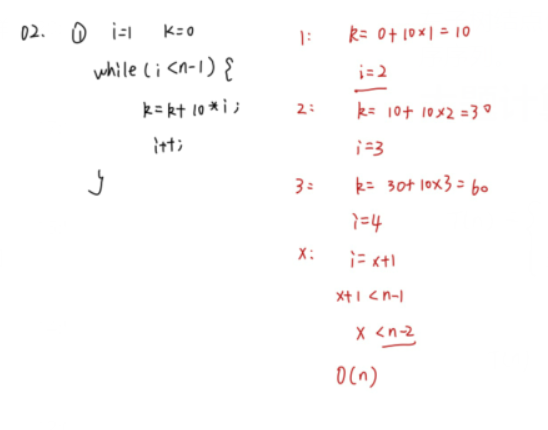 02. ① i=1 k=0
while (i<n-1) {
k=k+10*i;
i++;
}
1: k= 0+10×1=10
i=2
2: k= 10+10×2=30
i=3
3: k= 30+10×3=60
i=4
x: i= x+1
x+1 <n-1
x <n-2
O(n)